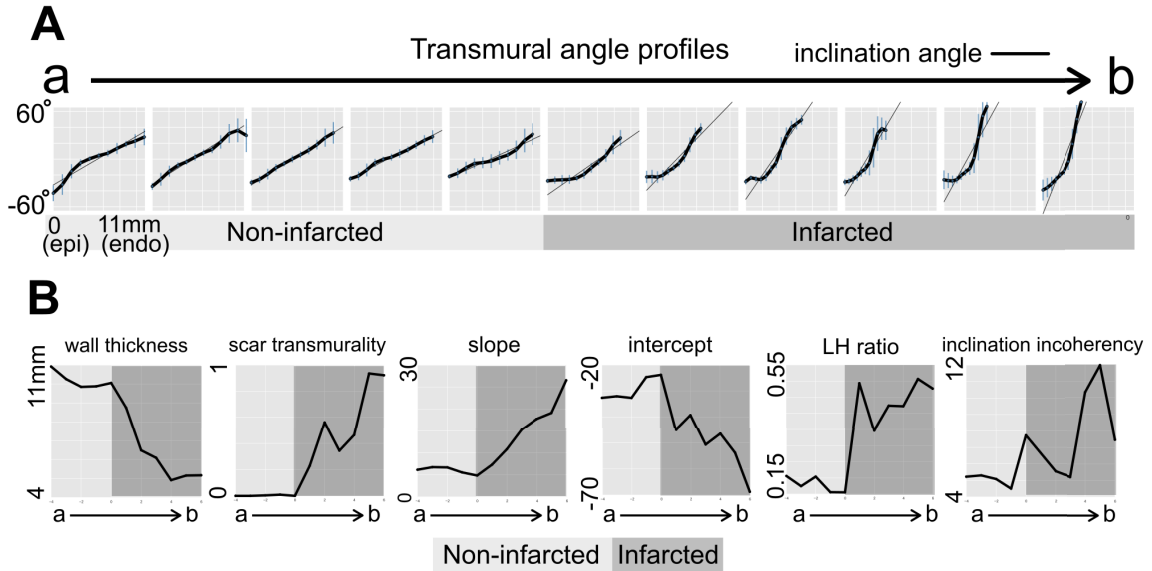 A
Transmural angle profiles
inclination angle
a
b
60°
-60°
0
11mm
(epi)
(endo)
Non-infarcted
Infarcted
0
B
wall thickness
scar transmurality
slope
intercept
LH ratio
inclination incoherency
11mm
4
1
0
30
0
-20
-70
0.55
0.15
12
4
a b
a b
a b
a b
a b
a b
Non-infarcted Infarcted